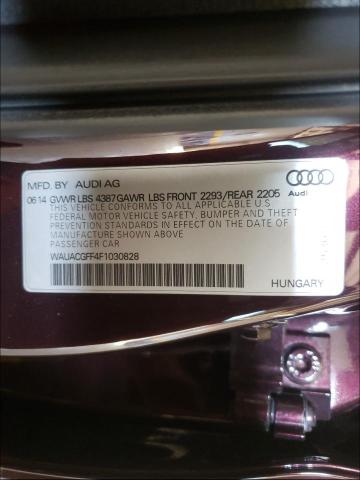 MFD. BY AUDI AG
06 14 GVWR LBS 4387 GAWR LBS FRONT 2293/REAR 2205
Audi
THIS VEHICLE CONFORMS TO ALL APPLICABLE U.S
FEDERAL MOTOR VEHICLE SAFETY, BUMPER AND THEFT
PREVENTION STANDARDS IN EFFECT ON THE DATE OF
MANUFACTURE SHOWN ABOVE
PASSENGER CAR
WAUACGFF4F1030828
HUNGARY